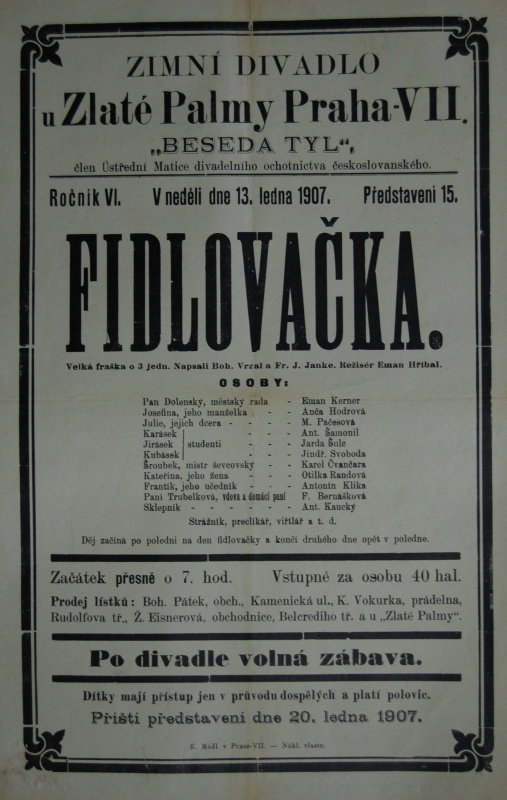 ZIMNÍ DIVADLO
u Zlaté Palmy Praha-VII.
„BESEDA TYL“,
člen Ústřední Matice divadelního ochotnictva českoslovanského.
Ročník VI. V neděli dne 13. ledna 1907. Představení 15.
FIDLOVAČKA.
Velká fraška o 3 jedn. Napsali Boh. Vrzal a Fr. J. Janke. Režisér Eman Hříbal.
OSOBY:
Pan Dolenský, městský rada - Eman Kerner
Josefina, jeho manželka - - Anča Hodrová
Julie, jejich dcera - - - - M. Pačesová
Karásek - - - Ant. Šamonil
Jirásek studenti - - - Jarda Šule
Kubásek - - - Jindř. Svoboda
Šroubek, mistr ševcovský - - Karel Čvančara
Kateřina, jeho žena - - - Otilka Randová
Frantík, jeho učedník - - - Antonín Klika
Paní Trubelková, vdova a domácí paní F. Bernášková
Sklepník - - - - - - Ant. Kaucký
Strážník, preclíkář, viftlář a t. d.
Děj začíná po poledni na den fidlovačky a končí druhého dne opět v poledne.
Začátek přesně o 7. hod. Vstupné za osobu 40 hal.
Prodej lístků: Boh. Pátek, obch., Kamenická ul., K. Vokurka, prádelna,
Rudolfova tř., Ž. Eisnerová, obchodnice, Belcrediho tř. a u „Zlaté Palmy“.
Po divadle volná zábava.
Dítky mají přístup jen v průvodu dospělých a platí polovic.
Příští představení dne 20. ledna 1907.
K. Mádl v Praze-VII. — Nákl. vlastn.